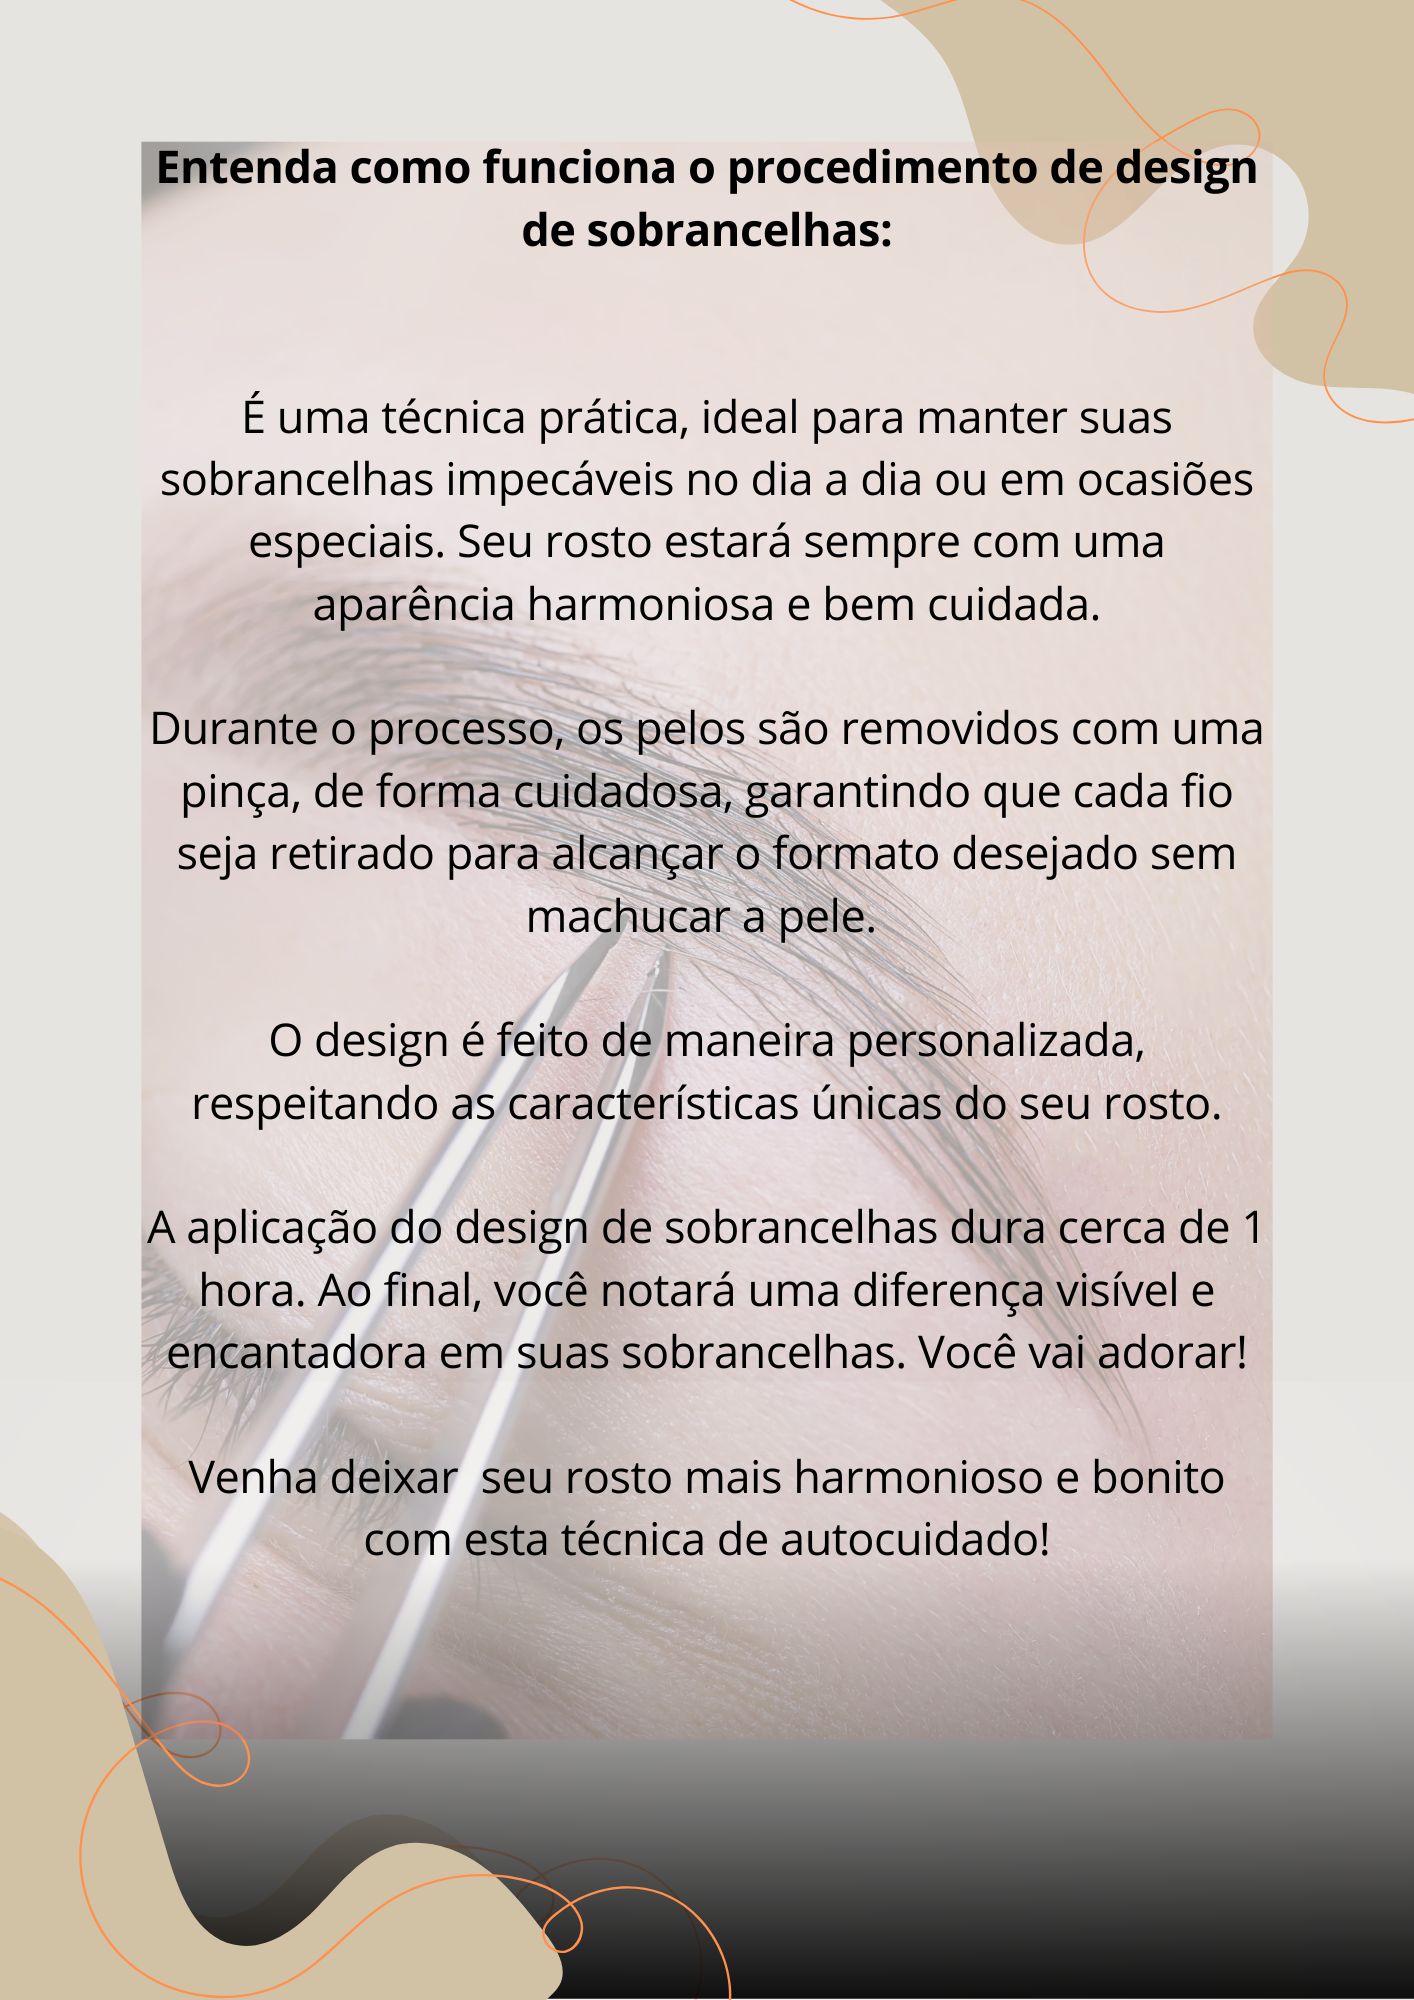 Entenda como funciona o procedimento de design
de sobrancelhas:
É uma técnica prática, ideal para manter suas
sobrancelhas impecáveis no dia a dia ou em ocasiões
especiais. Seu rosto estará sempre com uma
aparência harmoniosa e bem cuidada.
Durante o processo, os pelos são removidos com uma
pinça, de forma cuidadosa, garantindo que cada fio
seja retirado para alcançar o formato desejado sem
machucar a pele.
O design é feito de maneira personalizada,
respeitando as características únicas do seu rosto.
A aplicação do design de sobrancelhas dura cerca de 1
hora. Ao final, você notará uma diferença visível e
encantadora em suas sobrancelhas. Você vai adorar!
Venha deixar  seu rosto mais harmonioso e bonito
com esta técnica de autocuidado!